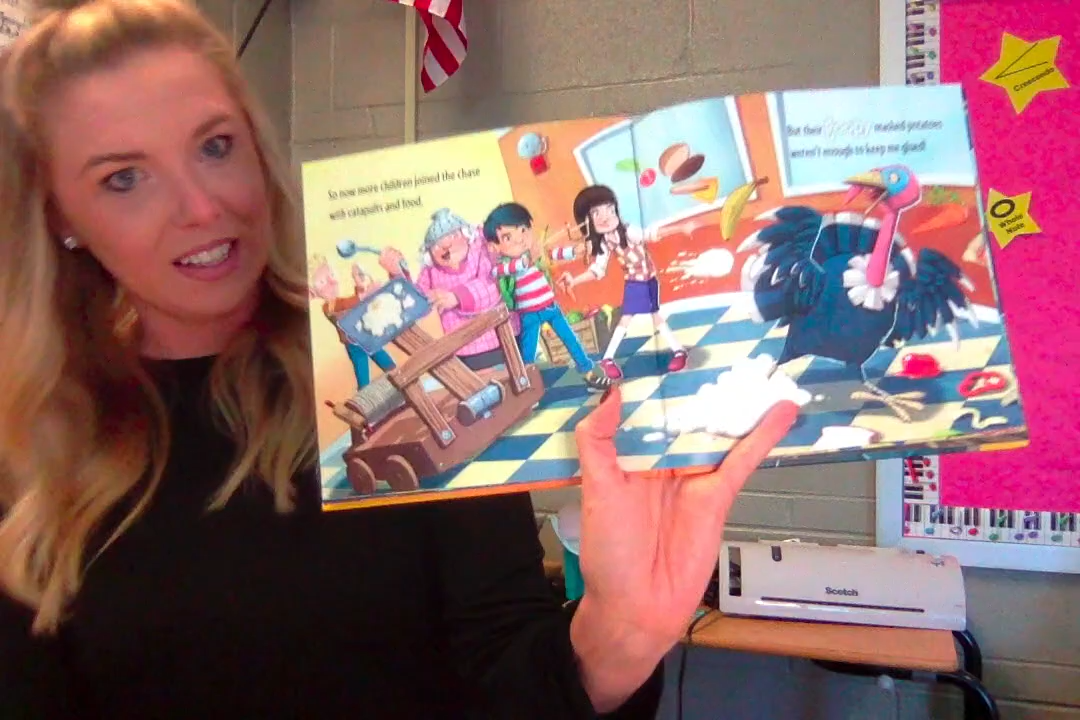 So now more children joined the chase
with catapults and food.
But their mashed potatoes
weren't enough to keep me glued!
Crescendo
Whole
Note
Scotch